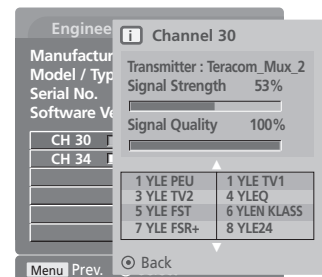 Enginee
i Channel 30
Manufactur
Model / Typ
Serial No.
Software Ve
Transmitter : Teracom_Mux_2
Signal Strength 53%
Signal Quality 100%
CH 30
CH 34
1 YLE PEU 1 YLE TV1
3 YLE TV2 4 YLEQ
5 YLE FST 6 YLEN KLASS
7 YLE FSR+ 8 YLE24
Menu Prev.
Back